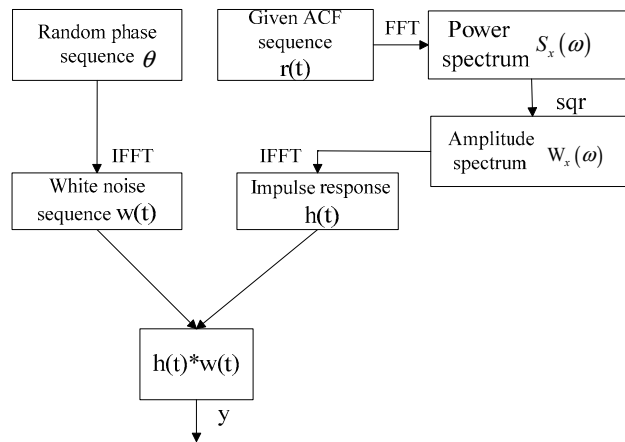 Random phase
sequence θ
Given ACF
sequence
r(t)
FFT
Power
spectrum S_x(ω)
sqr
Amplitude
spectrum W_x(ω)
IFFT
IFFT
White noise
sequence w(t)
Impulse response
h(t)
h(t)*w(t)
y